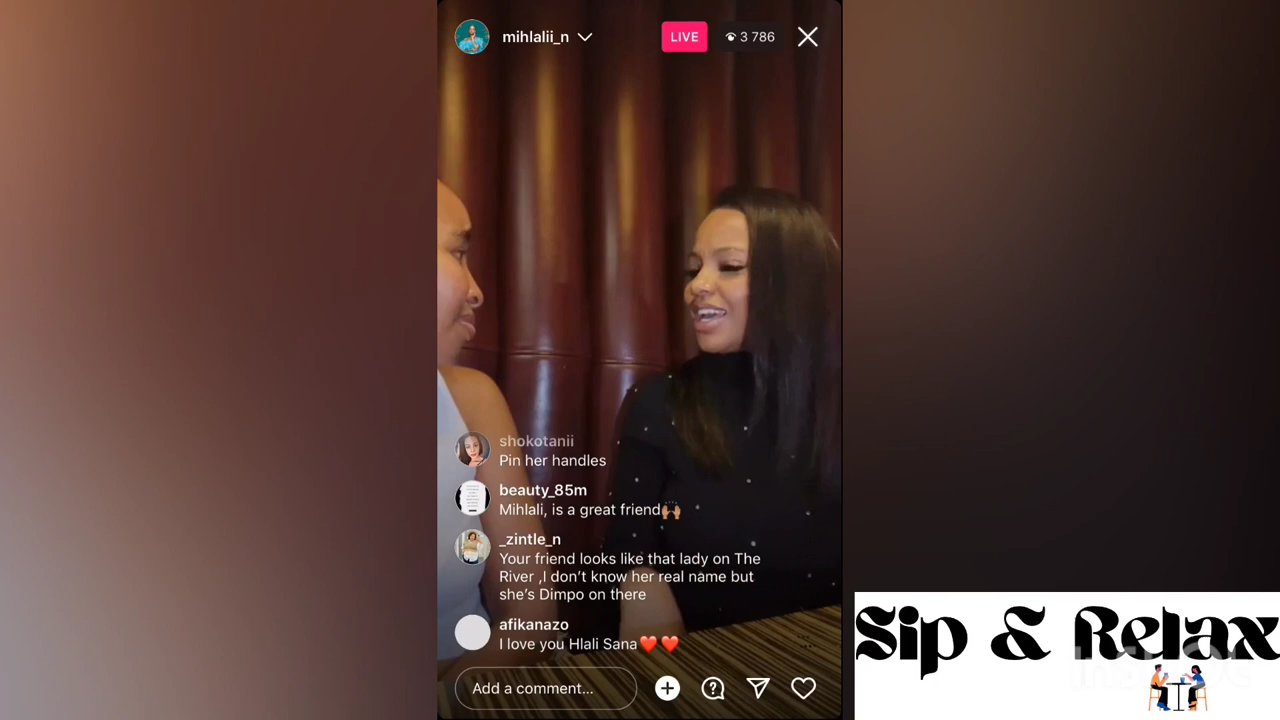 mihlalii_n
LIVE
3 786
shokotanii
Pin her handles
beauty_85m
Mihlali, is a great friend🙌🏽
_zintle_n
Your friend looks like that lady on The
River ,I don’t know her real name but
she’s Dimpo on there
afikanazo
I love you Hlali Sana❤️❤️
Add a comment...
Sip & Relax